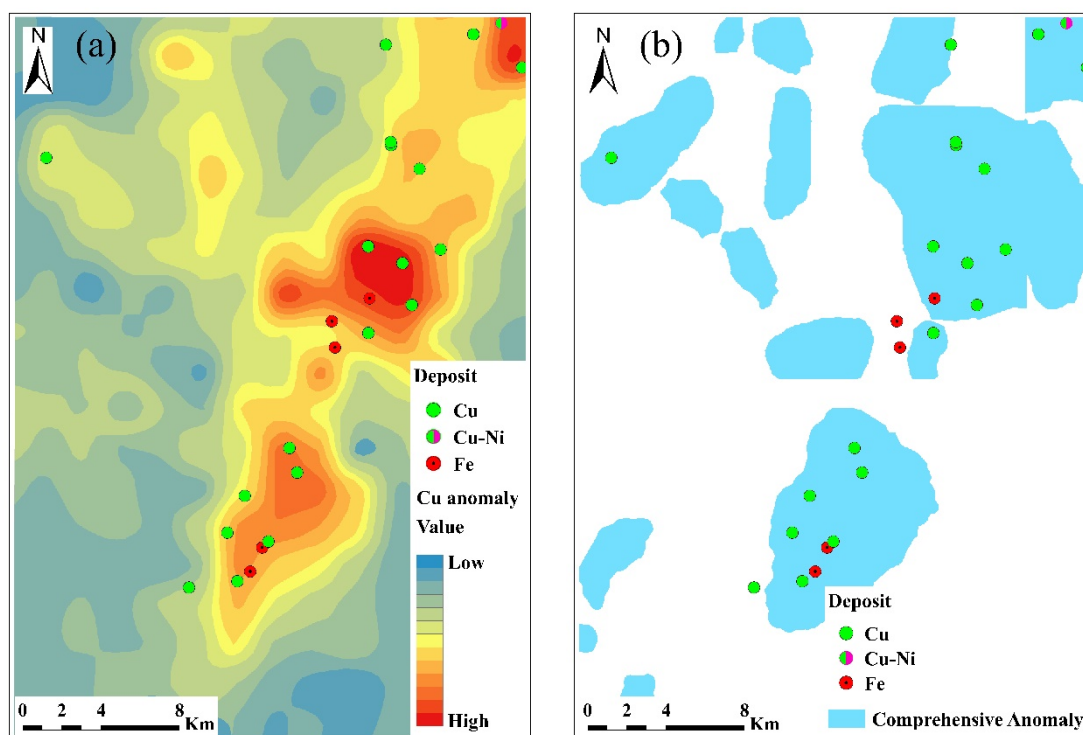 N
(a)
Deposit
Cu
Cu-Ni
Fe
Cu anomaly
Value
Low
High
0 2 4 8
Km
N
(b)
Deposit
Cu
Cu-Ni
Fe
Comprehensive Anomaly
0 2 4 8
Km